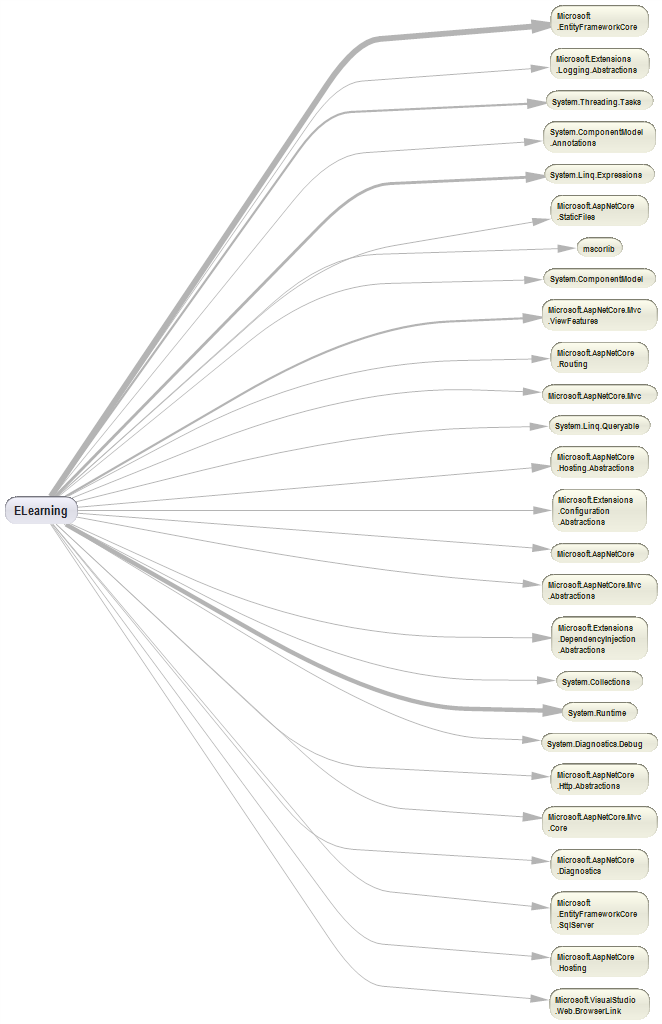 Microsoft
.EntityFrameworkCore
Microsoft.Extensions
.Logging.Abstractions
System.Threading.Tasks
System.ComponentModel
.Annotations
System.Linq.Expressions
Microsoft.AspNetCore
.StaticFiles
mscorlib
System.ComponentModel
Microsoft.AspNetCore.Mvc
.ViewFeatures
Microsoft.AspNetCore
.Routing
Microsoft.AspNetCore.Mvc
System.Linq.Queryable
Microsoft.AspNetCore
.Hosting.Abstractions
ELearning
Microsoft.Extensions
.Configuration
.Abstractions
Microsoft.AspNetCore
Microsoft.AspNetCore.Mvc
.Abstractions
Microsoft.Extensions
.DependencyInjection
.Abstractions
System.Collections
System.Runtime
System.Diagnostics.Debug
Microsoft.AspNetCore
.Http.Abstractions
Microsoft.AspNetCore.Mvc
.Core
Microsoft.AspNetCore
.Diagnostics
Microsoft
.EntityFrameworkCore
.SqlServer
Microsoft.AspNetCore
.Hosting
Microsoft.VisualStudio
.Web.BrowserLink